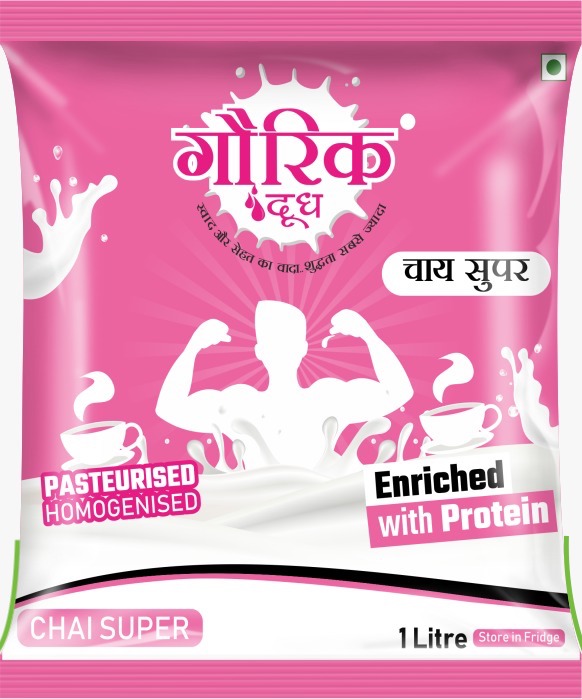 गौरिक
दूध
स्वाद और सेहत का वादा..शुद्धता सबसे ज्यादा
चाय सुपर
PASTEURISED
HOMOGENISED
Enriched
with Protein
CHAI SUPER
1 Litre
Store in Fridge